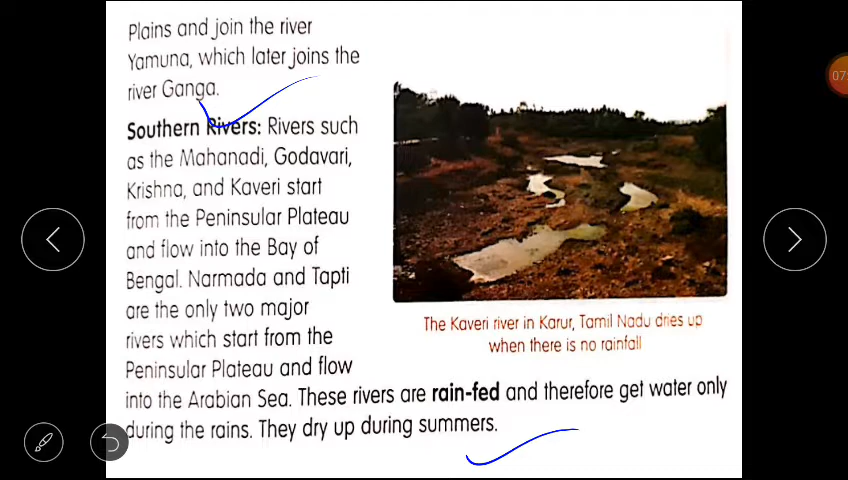 Plains and join the river
Yamuna, which later joins the
river Ganga.
Southern Rivers: Rivers such
as the Mahanadi, Godavari,
Krishna, and Kaveri start
from the Peninsular Plateau
and flow into the Bay of
Bengal. Narmada and Tapti
are the only two major
rivers which start from the
Peninsular Plateau and flow
into the Arabian Sea. These rivers are rain-fed and therefore get water only
during the rains. They dry up during summers.
The Kaveri river in Karur, Tamil Nadu dries up
when there is no rainfall